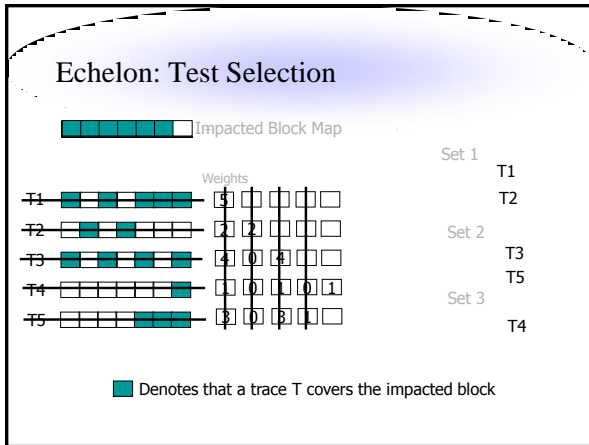 Echelon: Test Selection
Impacted Block Map
Weights
Set 1
T1
T2
Set 2
T3
T5
Set 3
T4
T1 5
T2 2 2
T3 4 0 4
T4 1 0 1 0 1
T5 3 0 3 1
Denotes that a trace T covers the impacted block